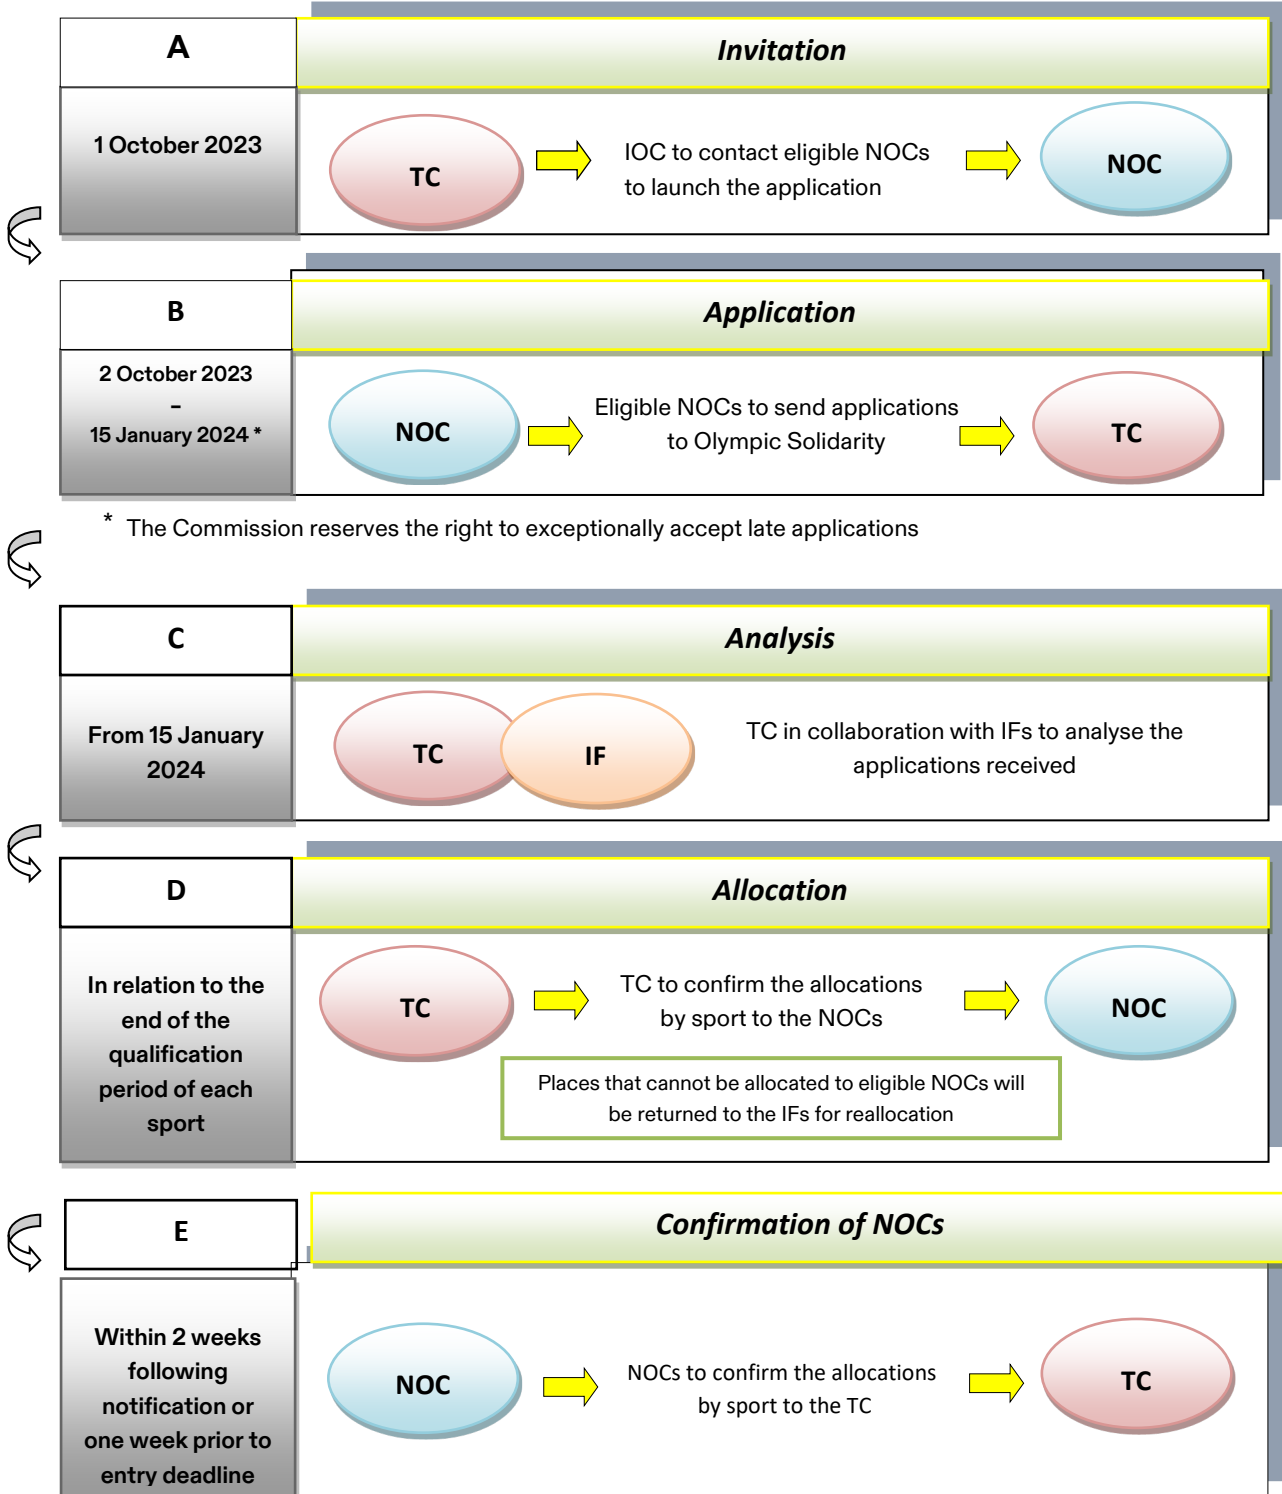 A
Invitation
1 October 2023
TC
IOC to contact eligible NOCs
to launch the application
NOC
B
Application
2 October 2023
–
15 January 2024 *
NOC
Eligible NOCs to send applications
to Olympic Solidarity
TC
* The Commission reserves the right to exceptionally accept late applications
C
Analysis
From 15 January
2024
TC
IF
TC in collaboration with IFs to analyse the
applications received
D
Allocation
In relation to the
end of the
qualification
period of each
sport
TC
TC to confirm the allocations
by sport to the NOCs
NOC
Places that cannot be allocated to eligible NOCs will
be returned to the IFs for reallocation
E
Confirmation of NOCs
Within 2 weeks
following
notification or
one week prior to
entry deadline
NOC
NOCs to confirm the allocations
by sport to the TC
TC